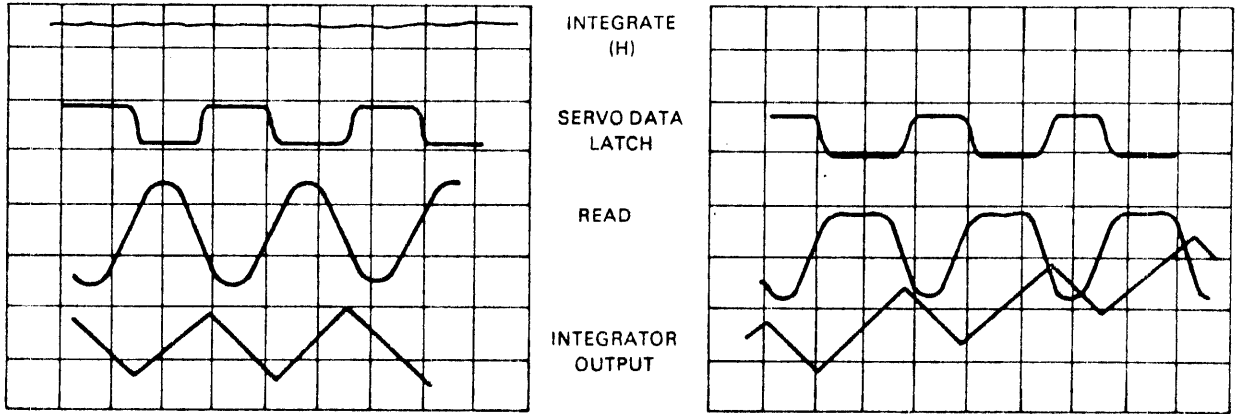 INTEGRATE
(H)
SERVO DATA
LATCH
READ
INTEGRATOR
OUTPUT